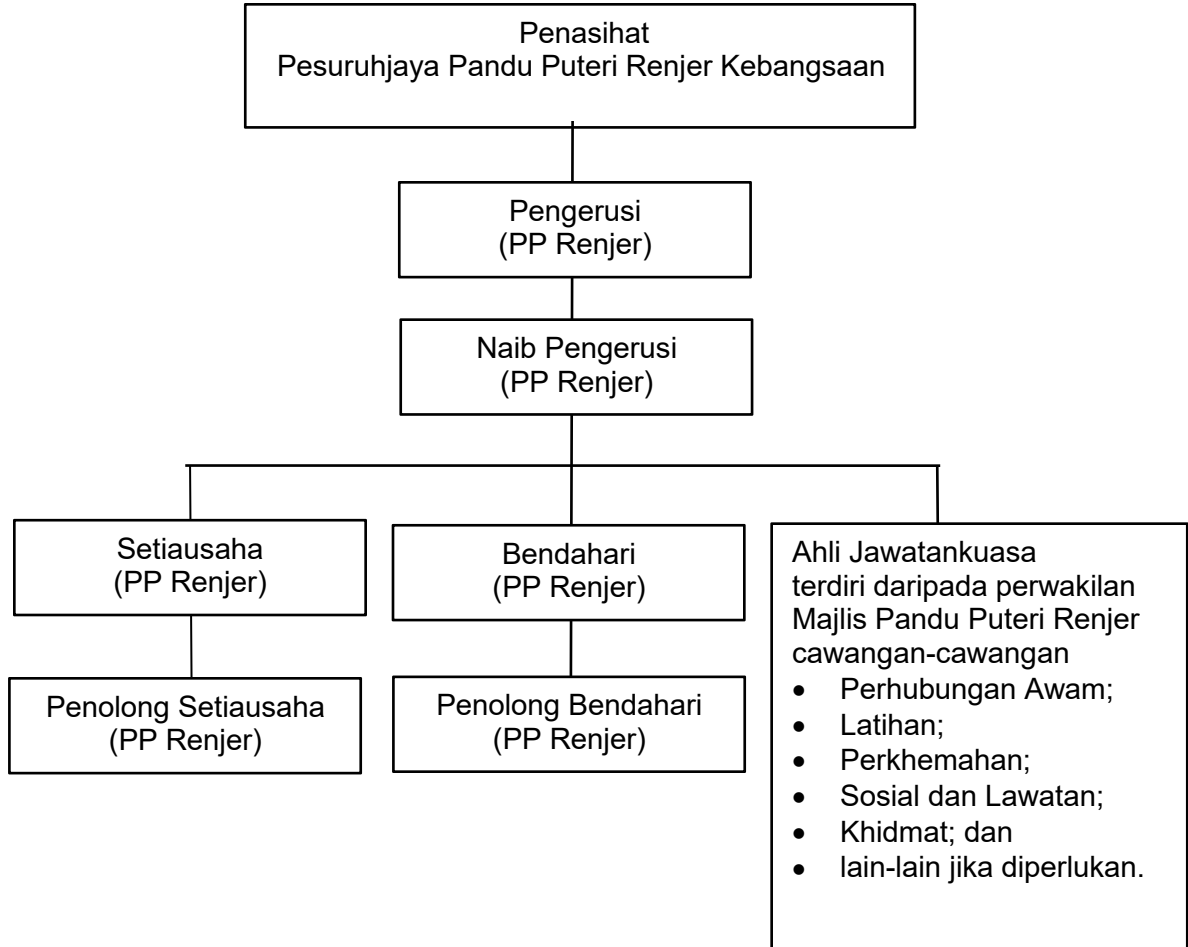 Penasihat
Pesuruhjaya Pandu Puteri Renjer Kebangsaan
Pengerusi
(PP Renjer)
Naib Pengerusi
(PP Renjer)
Setiausaha
(PP Renjer)
Bendahari
(PP Renjer)
Ahli Jawatankuasa
terdiri daripada perwakilan
Majlis Pandu Puteri Renjer
cawangan-cawangan
• Perhubungan Awam;
• Latihan;
• Perkhemahan;
• Sosial dan Lawatan;
• Khidmat; dan
• lain-lain jika diperlukan.
Penolong Setiausaha
(PP Renjer)
Penolong Bendahari
(PP Renjer)